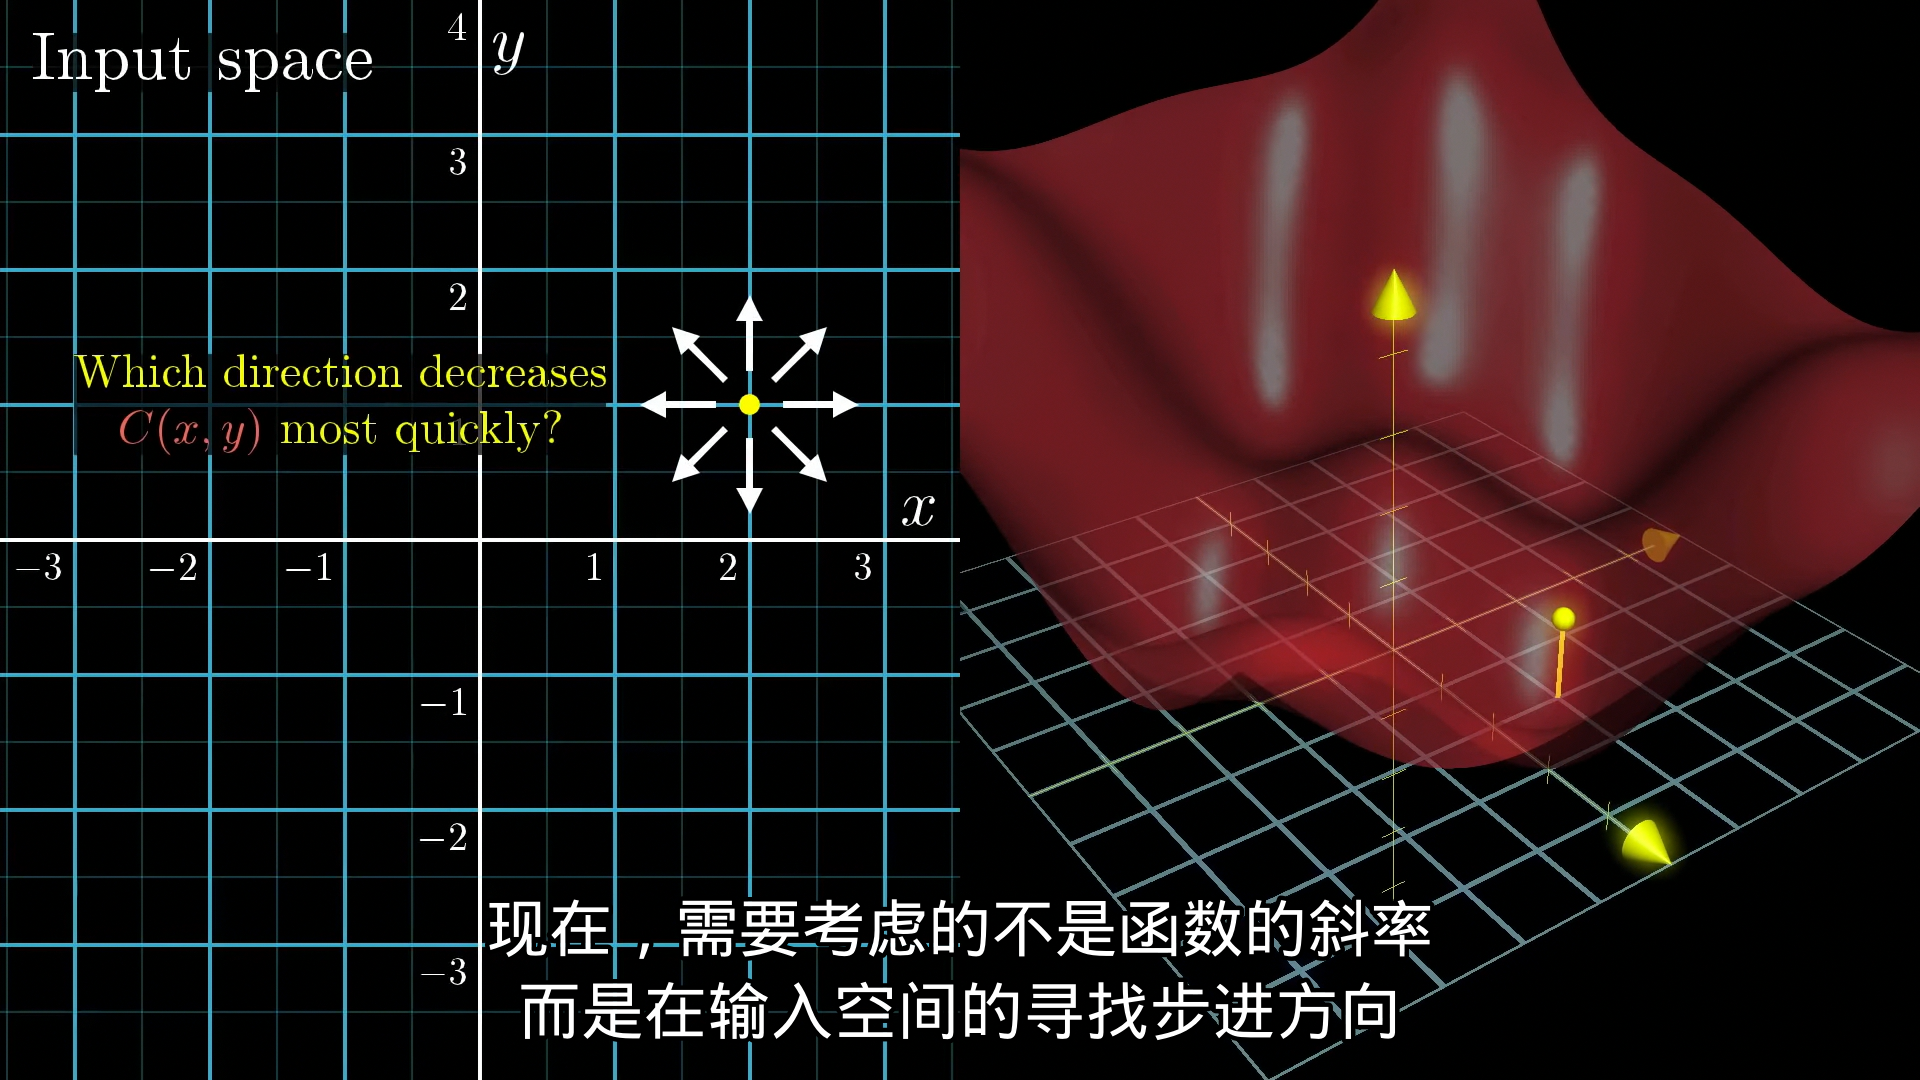 Input space
y
4
3
2
1
Which direction decreases
C(x, y) most quickly?
x
−3 −2 −1 1 2 3
−1
−2
−3
现在，需要考虑的不是函数的斜率
而是在输入空间的寻找步进方向